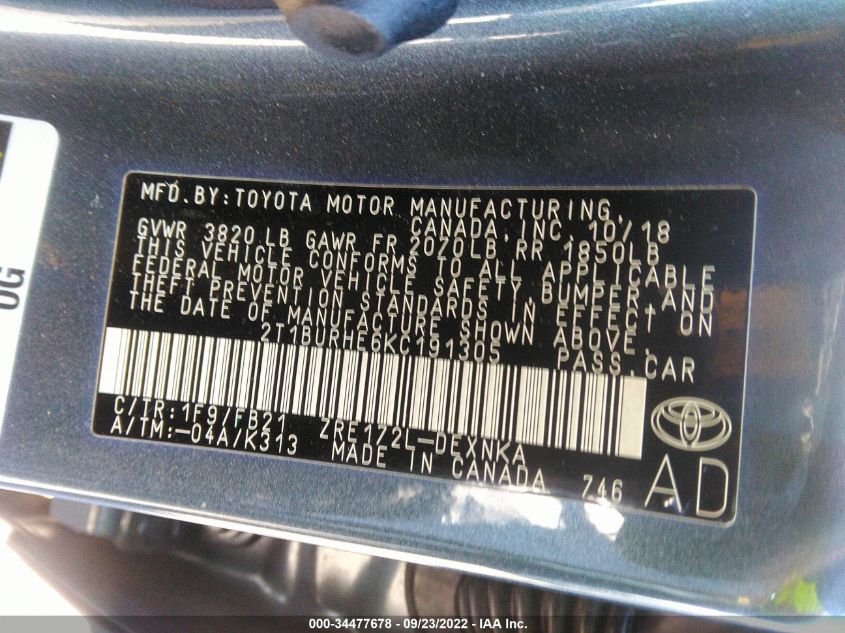 MFD.BY:TOYOTA MOTOR MANUFACTURING,
CANADA, INC. 10/18
GVWR 3820 LB GAWR FR 2020LB RR 1850LB
THIS VEHICLE CONFORMS TO ALL APPLICABLE
FEDERAL MOTOR VEHICLE SAFETY, BUMPER, AND
THEFT PREVENTION STANDARDS IN EFFECT ON
THE DATE OF MANUFACTURE SHOWN ABOVE.
2T1BURHE6KC191305 PASS.CAR
C/TR:1F9/FB21 ZRE172L-DEXNKA
A/TM:-04A/K313 MADE IN CANADA 746
AD
OG
000-34477678 - 09/23/2022 - IAA Inc.